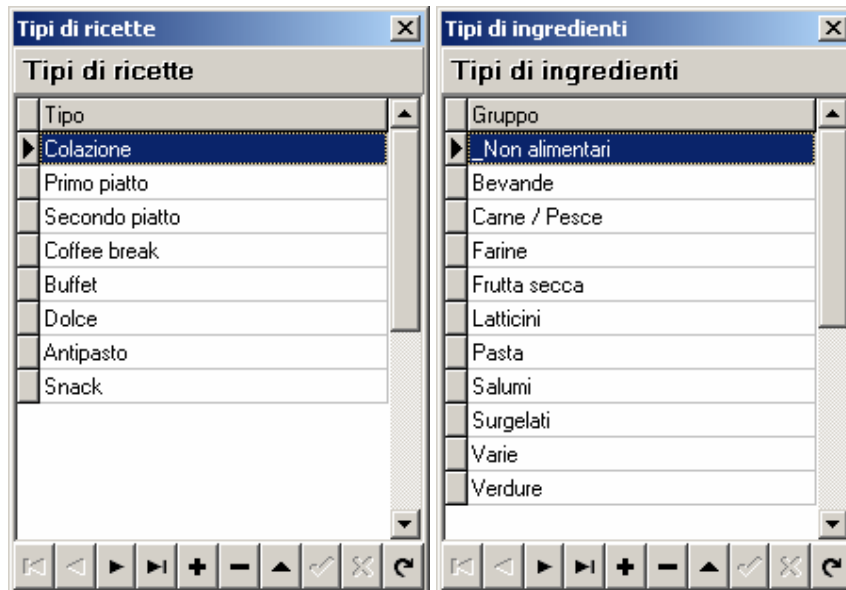 Tipi di ricette
Tipi di ricette
Tipo
Colazione
Primo piatto
Secondo piatto
Coffee break
Buffet
Dolce
Antipasto
Snack
Tipi di ingredienti
Tipi di ingredienti
Gruppo
_Non alimentari
Bevande
Carne / Pesce
Farine
Frutta secca
Latticini
Pasta
Salumi
Surgelati
Varie
Verdure